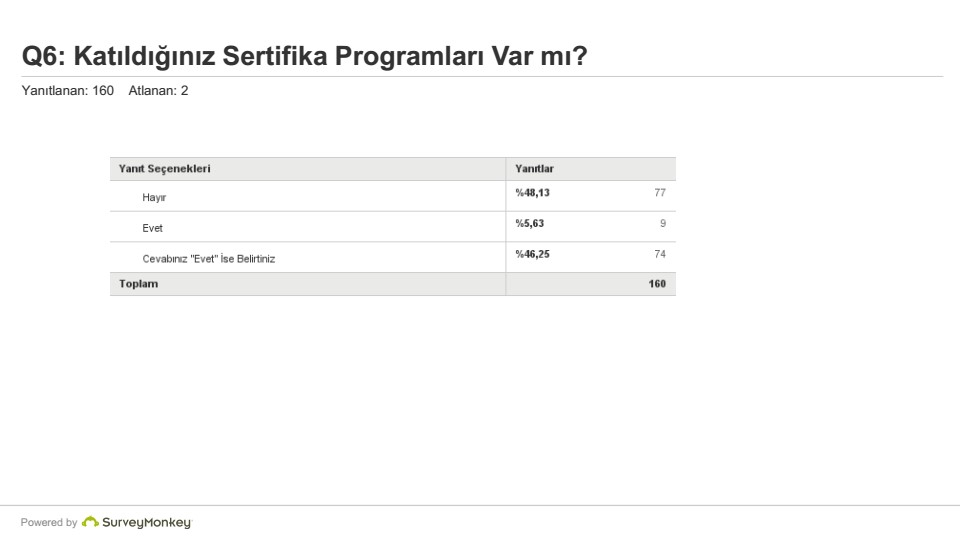 Q6: Katıldığınız Sertifika Programları Var mı?
Yanıtlanan: 160 Atlanan: 2
Yanıt Seçenekleri Yanıtlar
Hayır %48,13 77
Evet %5,63 9
Cevabınız "Evet" İse Belirtiniz %46,25 74
Toplam 160
Powered by SurveyMonkey